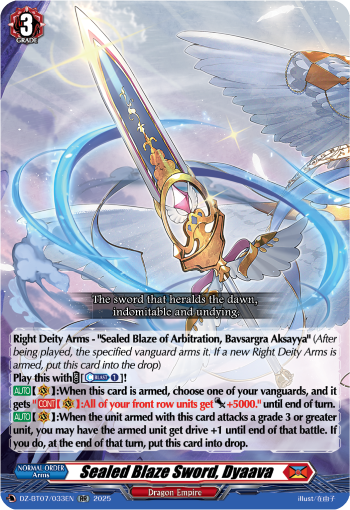 3
GRADE
The sword that heralds the dawn,
indomitable and undying.
Right Deity Arms - "Sealed Blaze of Arbitration, Bavsargra Aksayya" (After
being played, the specified vanguard arms it. If a new Right Deity Arms is
armed, put this card into the drop)
Play this with [COUNTER BLAST 1]!
AUTO【】:When this card is armed, choose one of your vanguards, and it
gets "CONT【】:All of your front row units get +5000." until end of turn.
AUTO【】:When the unit armed with this card attacks a grade 3 or greater
unit, you may have the armed unit get drive +1 until end of that battle. If
you do, at the end of that turn, put this card into drop.
NORMAL ORDER
Arms
Sealed Blaze Sword, Dyaava
Dragon Empire
DZ-BT07/033EN RR 2025
illust/百由子